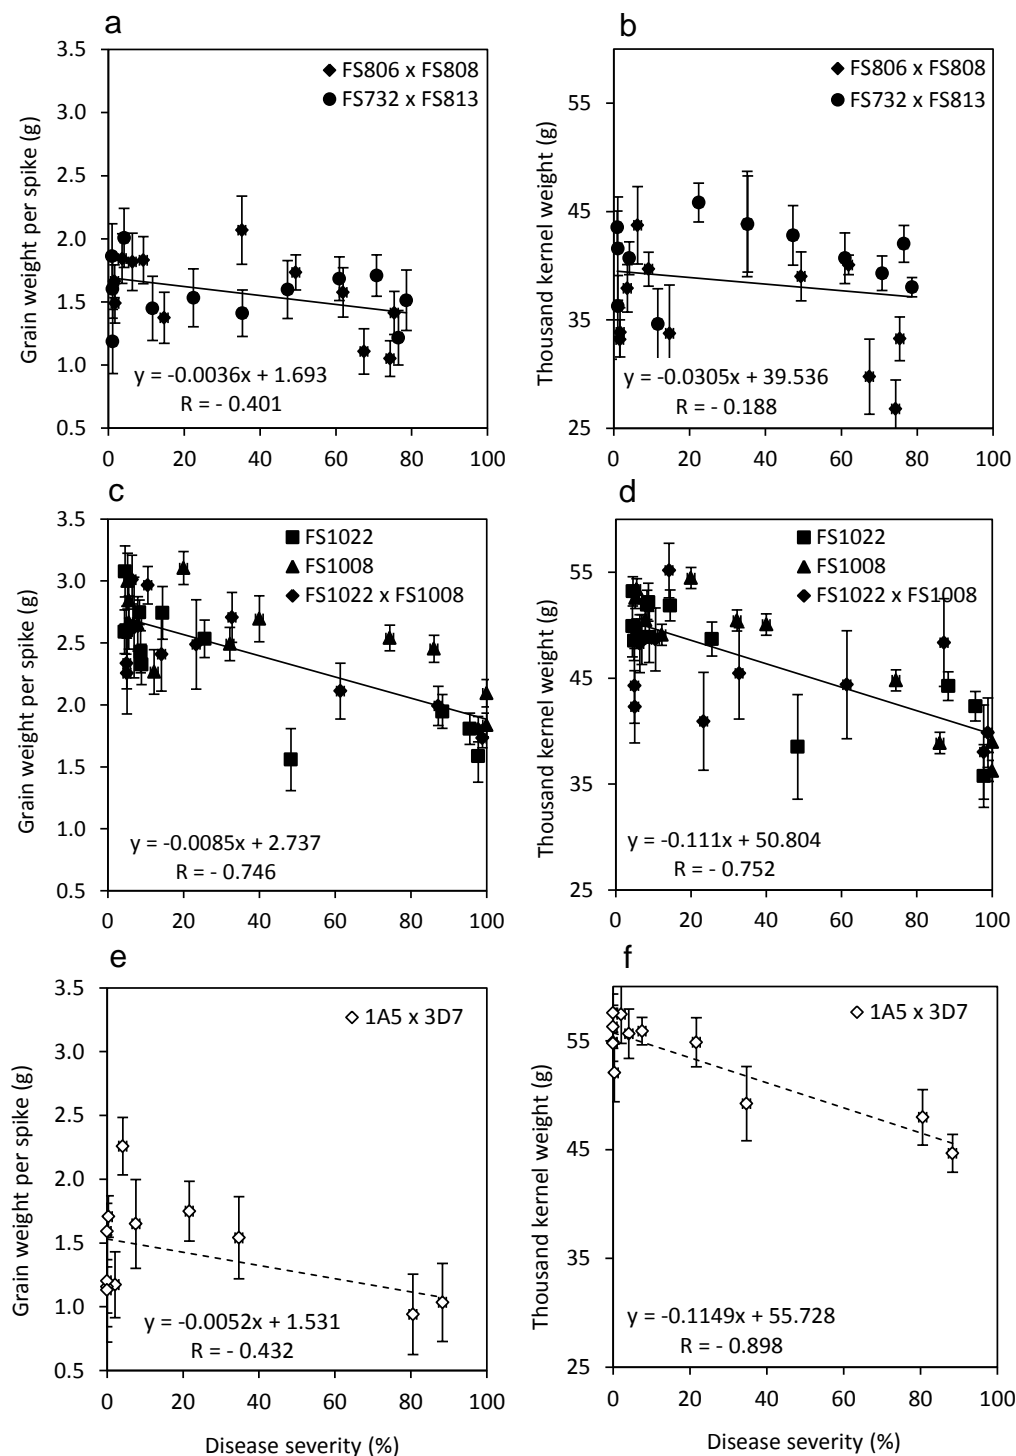 a
3.5
3.0
2.5
2.0
1.5
1.0
0.5
Grain weight per spike (g)
FS806 x FS808
FS732 x FS813
y = -0.0036x + 1.693
R = - 0.401
0 20 40 60 80 100
b
55
45
35
25
Thousand kernel weight (g)
FS806 x FS808
FS732 x FS813
y = -0.0305x + 39.536
R = - 0.188
0 20 40 60 80 100
c
3.5
3.0
2.5
2.0
1.5
1.0
0.5
Grain weight per spike (g)
FS1022
FS1008
FS1022 x FS1008
y = -0.0085x + 2.737
R = - 0.746
0 20 40 60 80 100
d
55
45
35
25
Thousand kernel weight (g)
FS1022
FS1008
FS1022 x FS1008
y = -0.111x + 50.804
R = - 0.752
0 20 40 60 80 100
e
3.5
3.0
2.5
2.0
1.5
1.0
0.5
Grain weight per spike (g)
1A5 x 3D7
y = -0.0052x + 1.531
R = - 0.432
0 20 40 60 80 100
Disease severity (%)
f
55
45
35
25
Thousand kernel weight (g)
1A5 x 3D7
y = -0.1149x + 55.728
R = - 0.898
0 20 40 60 80 100
Disease severity (%)